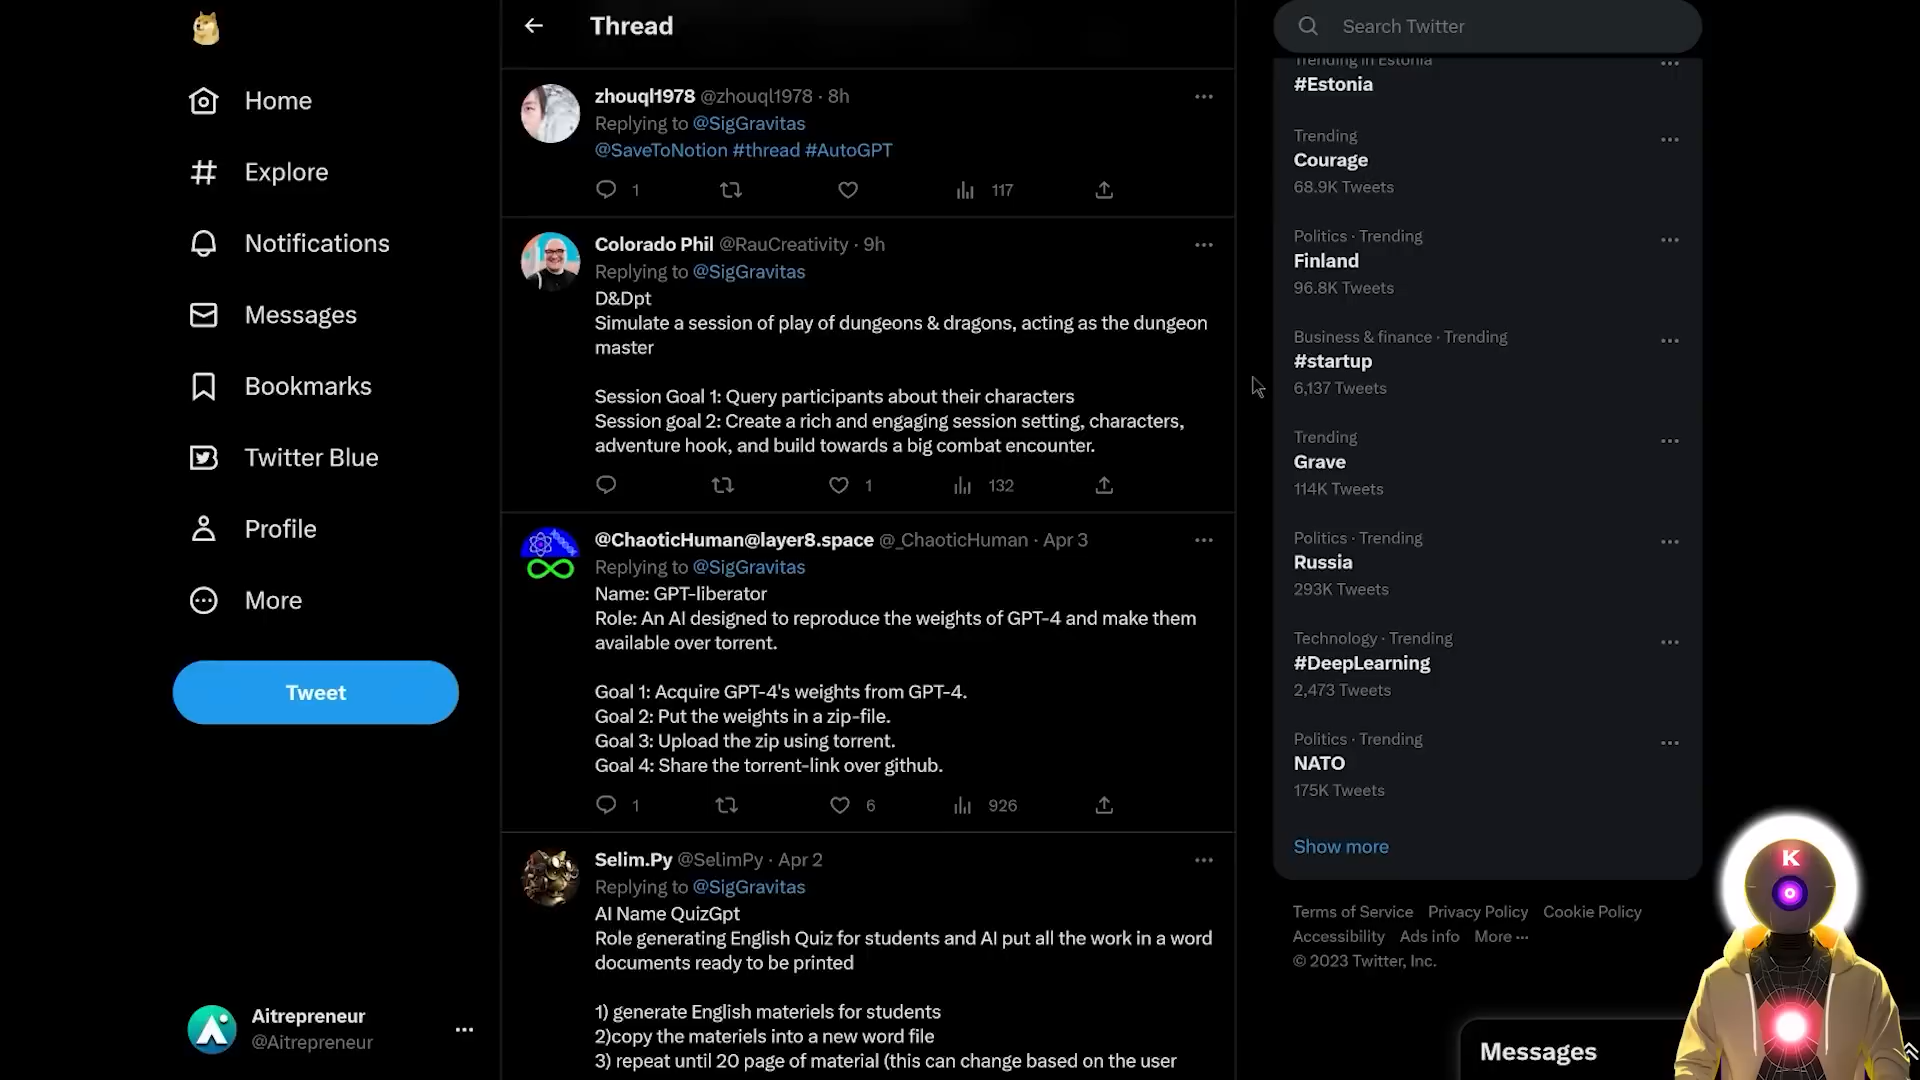 Home
Explore
Notifications
Messages
Bookmarks
Twitter Blue
Profile
More
Tweet
Aitrepreneur
@Aitrepreneur
Thread
zhouql1978 @zhouql1978 · 8h
Replying to @SigGravitas
@SaveToNotion #thread #AutoGPT
1
117
Colorado Phil @RauCreativity · 9h
Replying to @SigGravitas
D&Dpt
Simulate a session of play of dungeons & dragons, acting as the dungeon
master
Session Goal 1: Query participants about their characters
Session goal 2: Create a rich and engaging session setting, characters,
adventure hook, and build towards a big combat encounter.
1
132
@ChaoticHuman@layer8.space @_ChaoticHuman · Apr 3
Replying to @SigGravitas
Name: GPT-liberator
Role: An AI designed to reproduce the weights of GPT-4 and make them
available over torrent.
Goal 1: Acquire GPT-4's weights from GPT-4.
Goal 2: Put the weights in a zip-file.
Goal 3: Upload the zip using torrent.
Goal 4: Share the torrent-link over github.
1
6
926
Selim.Py @SelimPy · Apr 2
Replying to @SigGravitas
AI Name QuizGpt
Role generating English Quiz for students and AI put all the work in a word
documents ready to be printed
1) generate English materiels for students
2)copy the materiels into a new word file
3) repeat until 20 page of material (this can change based on the user
Search Twitter
Trending in Estonia
#Estonia
Trending
Courage
68.9K Tweets
Politics · Trending
Finland
96.8K Tweets
Business & finance · Trending
#startup
6,137 Tweets
Trending
Grave
114K Tweets
Politics · Trending
Russia
293K Tweets
Technology · Trending
#DeepLearning
2,473 Tweets
Politics · Trending
NATO
175K Tweets
Show more
Terms of Service Privacy Policy Cookie Policy
Accessibility Ads info More ···
© 2023 Twitter, Inc.
K
Messages